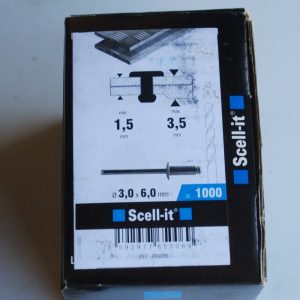 min max
1,5 3,5
mm mm
Ø 3,0 x 6,0 mm x 1000
Scell-it®
Scell-it®